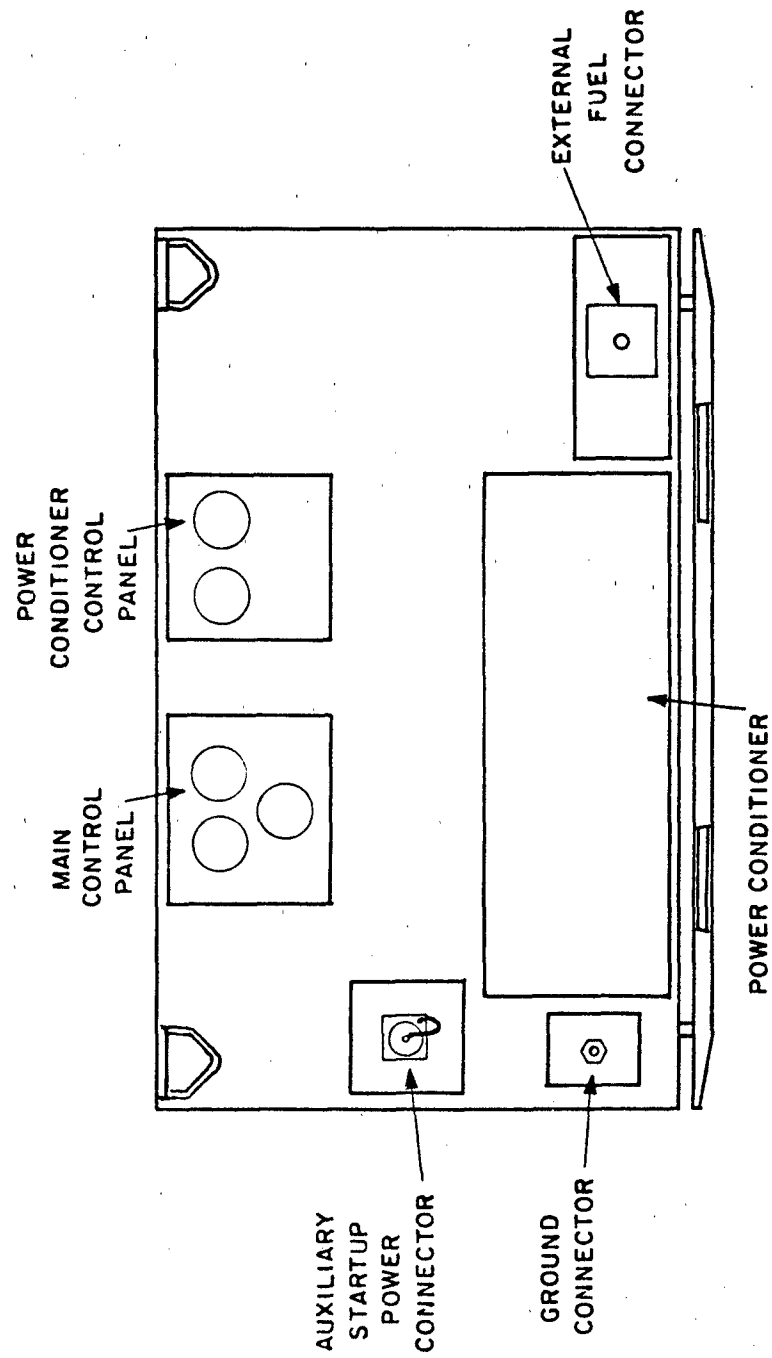 MAIN
CONTROL
PANEL
POWER
CONDITIONER
CONTROL
PANEL
AUXILIARY
STARTUP
POWER
CONNECTOR
GROUND
CONNECTOR
POWER CONDITIONER
EXTERNAL
FUEL
CONNECTOR